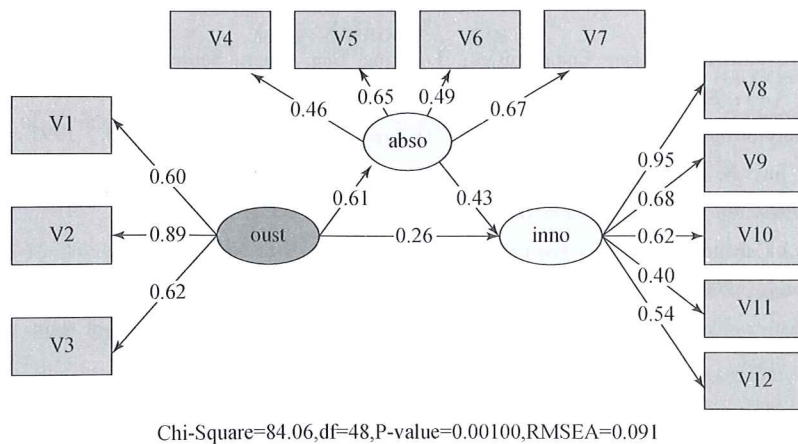 V4
V5
V6
V7
V8
V1
0.46
0.65
0.49
0.67
abso
0.95
V9
0.60
0.68
0.61
0.43
V2
0.89
oust
0.26
inno
0.62
V10
0.62
0.40
0.54
V11
V3
V12
Chi-Square=84.06,df=48,P-value=0.00100,RMSEA=0.091